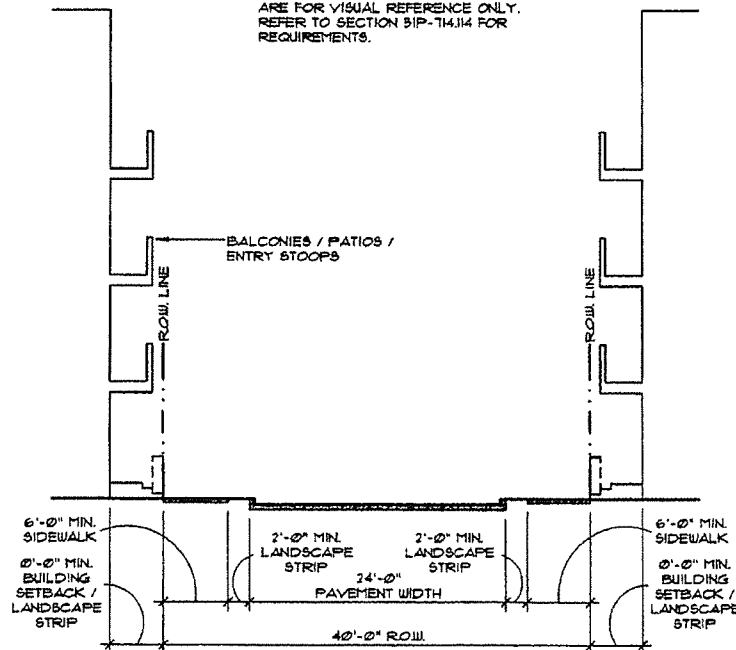 ARE FOR VISUAL REFERENCE ONLY.
REFER TO SECTION 31P-714.114 FOR
REQUIREMENTS.
BALCONIES / PATIOS /
ENTRY STOOPS
R.O.W. LINE
R.O.W. LINE
6'-0" MIN.
SIDEWALK
0'-0" MIN.
BUILDING
SETBACK /
LANDSCAPE
STRIP
2'-0" MIN.
LANDSCAPE
STRIP
2'-0" MIN.
LANDSCAPE
STRIP
24'-0"
PAVEMENT WIDTH
6'-0" MIN.
SIDEWALK
0'-0" MIN.
BUILDING
SETBACK /
LANDSCAPE
STRIP
40'-0" R.O.W.